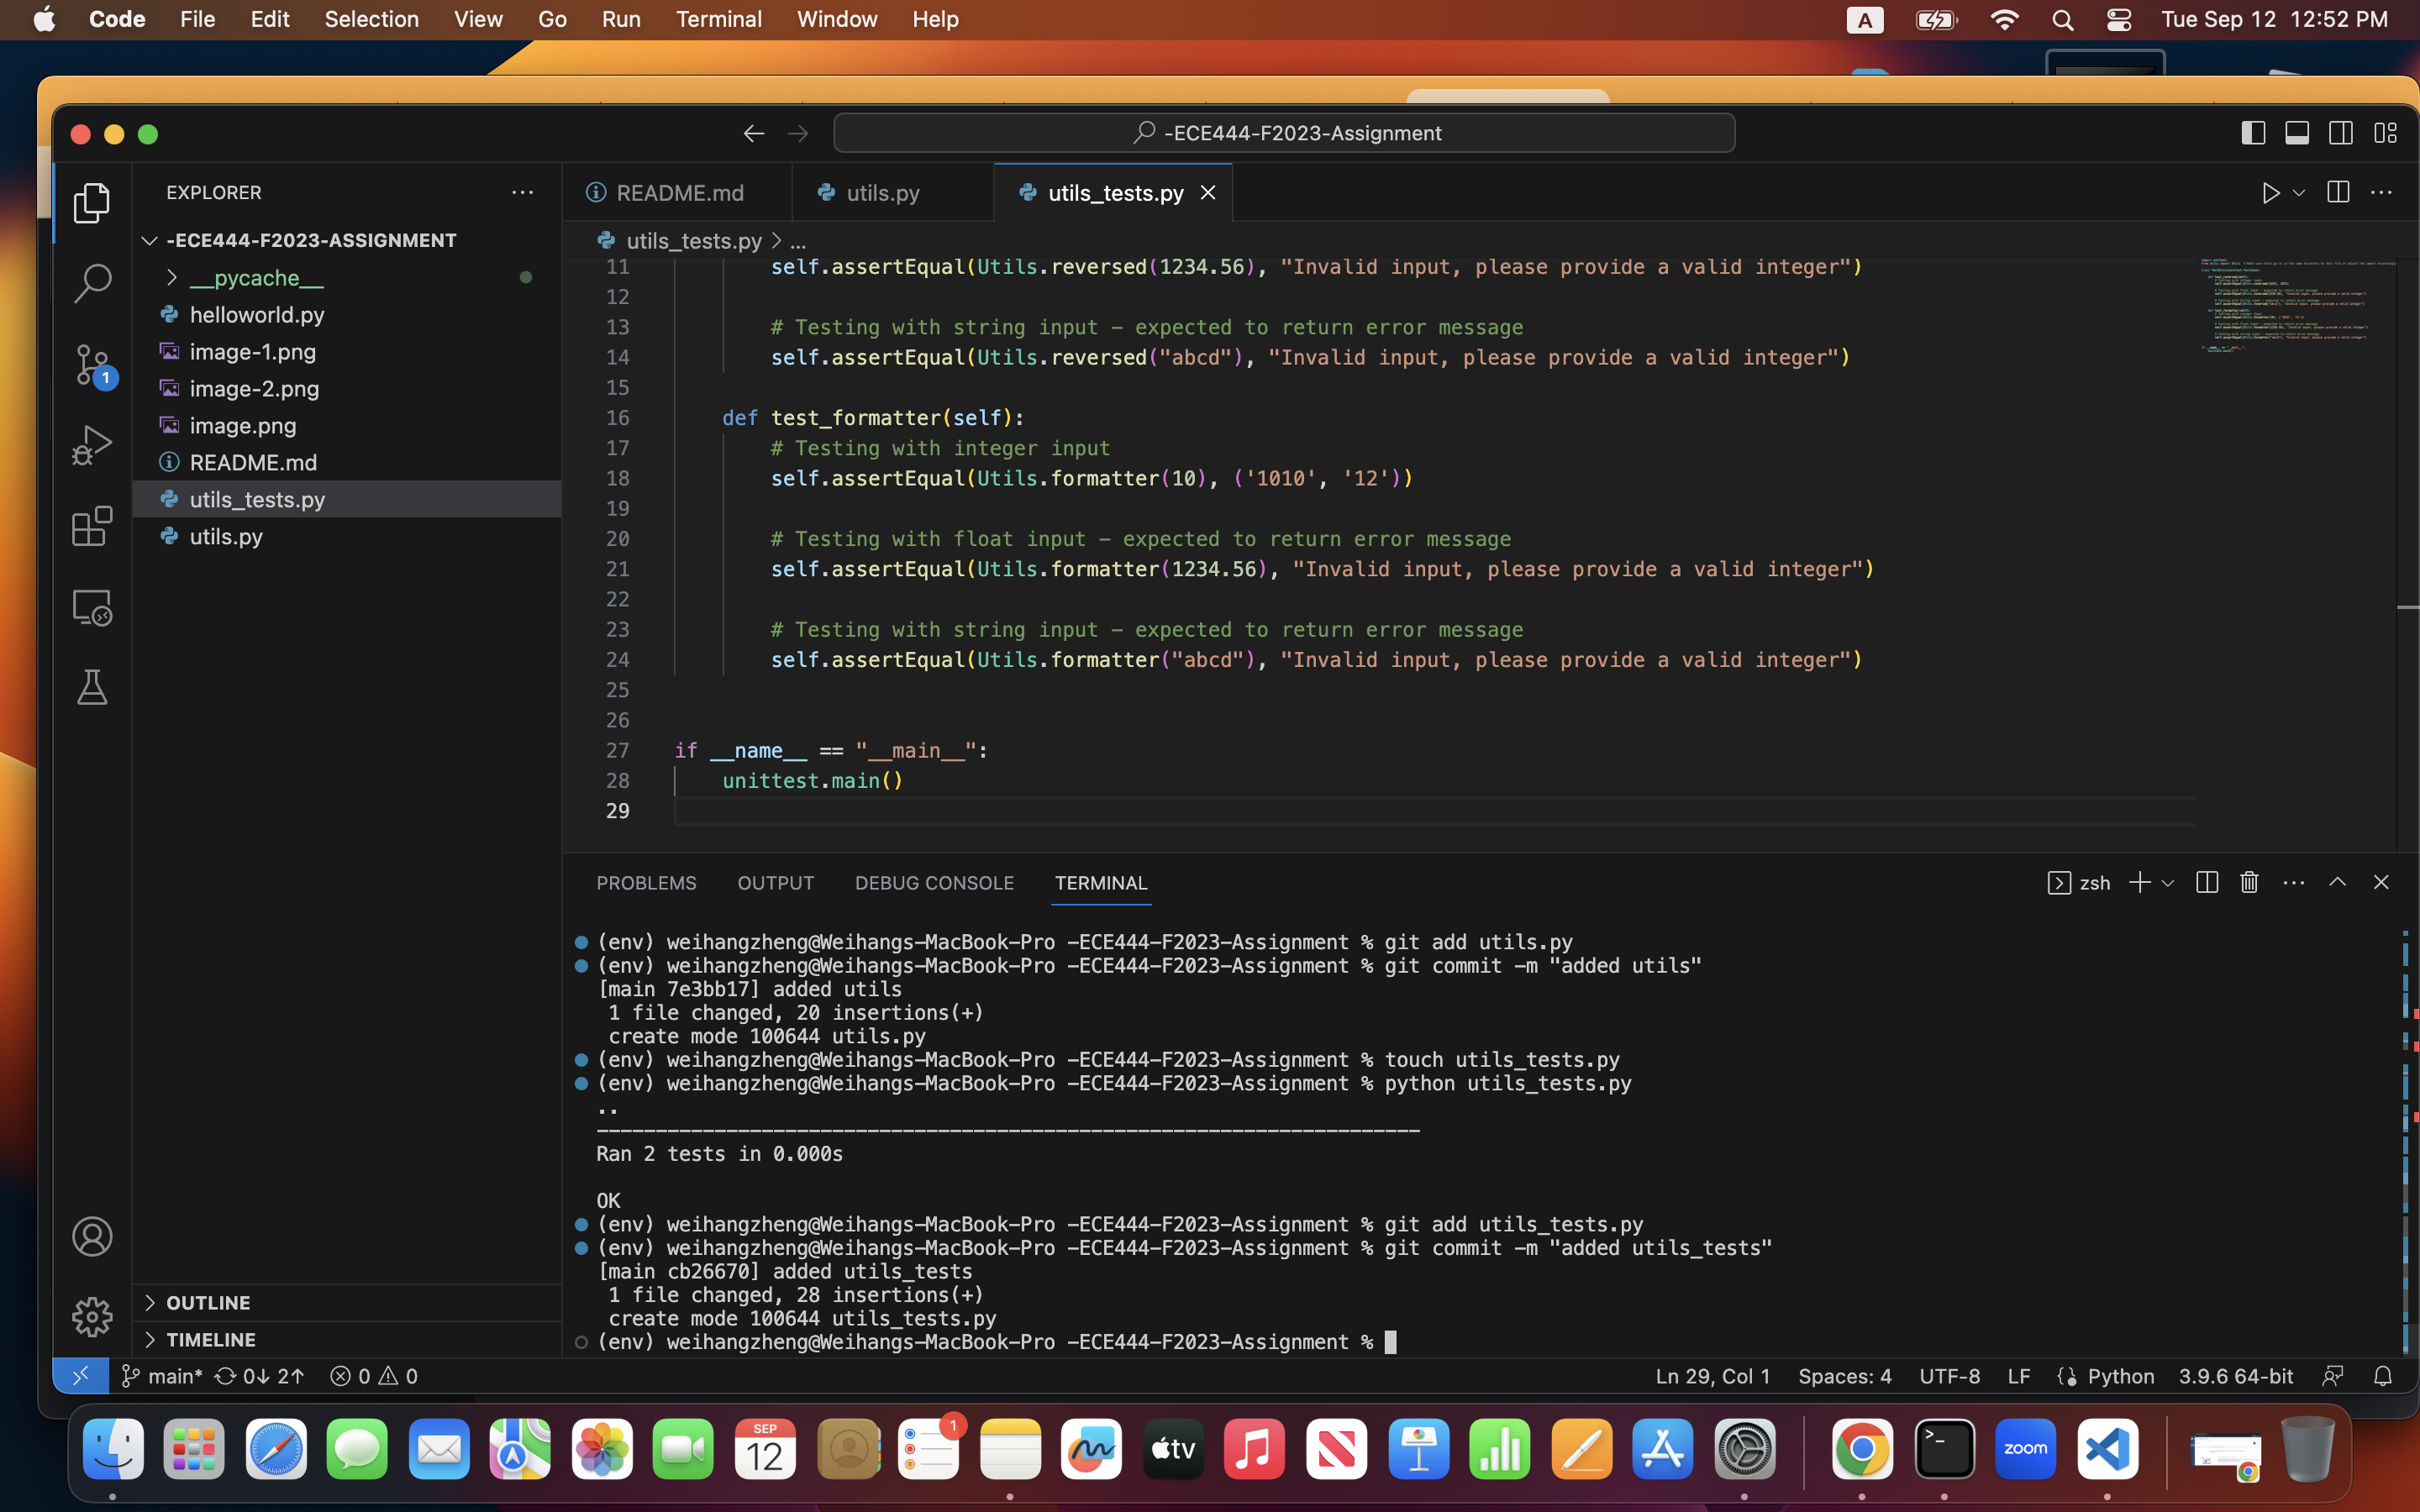 Code File Edit Selection View Go Run Terminal Window Help A Tue Sep 12 12:52 PM
-ECE444-F2023-Assignment
EXPLORER
README.md utils.py utils_tests.py
-ECE444-F2023-ASSIGNMENT
utils_tests.py > ...
__pycache__
helloworld.py
image-1.png
image-2.png
image.png
README.md
utils_tests.py
utils.py
1
11 self.assertEqual(Utils.reversed(1234.56), "Invalid input, please provide a valid integer")
12
13 # Testing with string input - expected to return error message
14 self.assertEqual(Utils.reversed("abcd"), "Invalid input, please provide a valid integer")
15
16 def test_formatter(self):
17 # Testing with integer input
18 self.assertEqual(Utils.formatter(10), ('1010', '12'))
19
20 # Testing with float input - expected to return error message
21 self.assertEqual(Utils.formatter(1234.56), "Invalid input, please provide a valid integer")
22
23 # Testing with string input - expected to return error message
24 self.assertEqual(Utils.formatter("abcd"), "Invalid input, please provide a valid integer")
25
26
27 if __name__ == "__main__":
28 unittest.main()
29
PROBLEMS OUTPUT DEBUG CONSOLE TERMINAL zsh
(env) weihangzheng@Weihangs-MacBook-Pro -ECE444-F2023-Assignment % git add utils.py
(env) weihangzheng@Weihangs-MacBook-Pro -ECE444-F2023-Assignment % git commit -m "added utils"
[main 7e3bb17] added utils
1 file changed, 20 insertions(+)
create mode 100644 utils.py
(env) weihangzheng@Weihangs-MacBook-Pro -ECE444-F2023-Assignment % touch utils_tests.py
(env) weihangzheng@Weihangs-MacBook-Pro -ECE444-F2023-Assignment % python utils_tests.py
..
----------------------------------------------------------------------
Ran 2 tests in 0.000s
OK
(env) weihangzheng@Weihangs-MacBook-Pro -ECE444-F2023-Assignment % git add utils_tests.py
(env) weihangzheng@Weihangs-MacBook-Pro -ECE444-F2023-Assignment % git commit -m "added utils_tests"
[main cb26670] added utils_tests
1 file changed, 28 insertions(+)
create mode 100644 utils_tests.py
(env) weihangzheng@Weihangs-MacBook-Pro -ECE444-F2023-Assignment %
OUTLINE
TIMELINE
main* 0↓ 2↑ 0 0 Ln 29, Col 1 Spaces: 4 UTF-8 LF Python 3.9.6 64-bit
SEP
12
1
tv
zoom